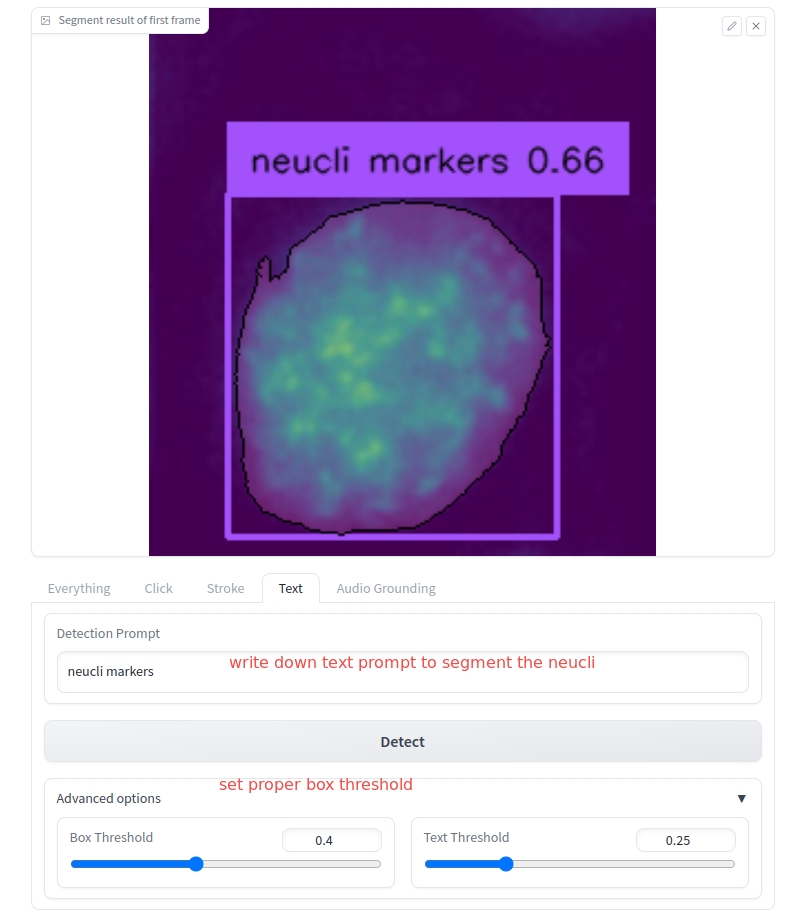 Segment result of first frame
neucli markers 0.66
Everything Click Stroke Text Audio Grounding
Detection Prompt
neucli markers
write down text prompt to segment the neucli
Detect
set proper box threshold
Advanced options ▼
Box Threshold 0.4
Text Threshold 0.25